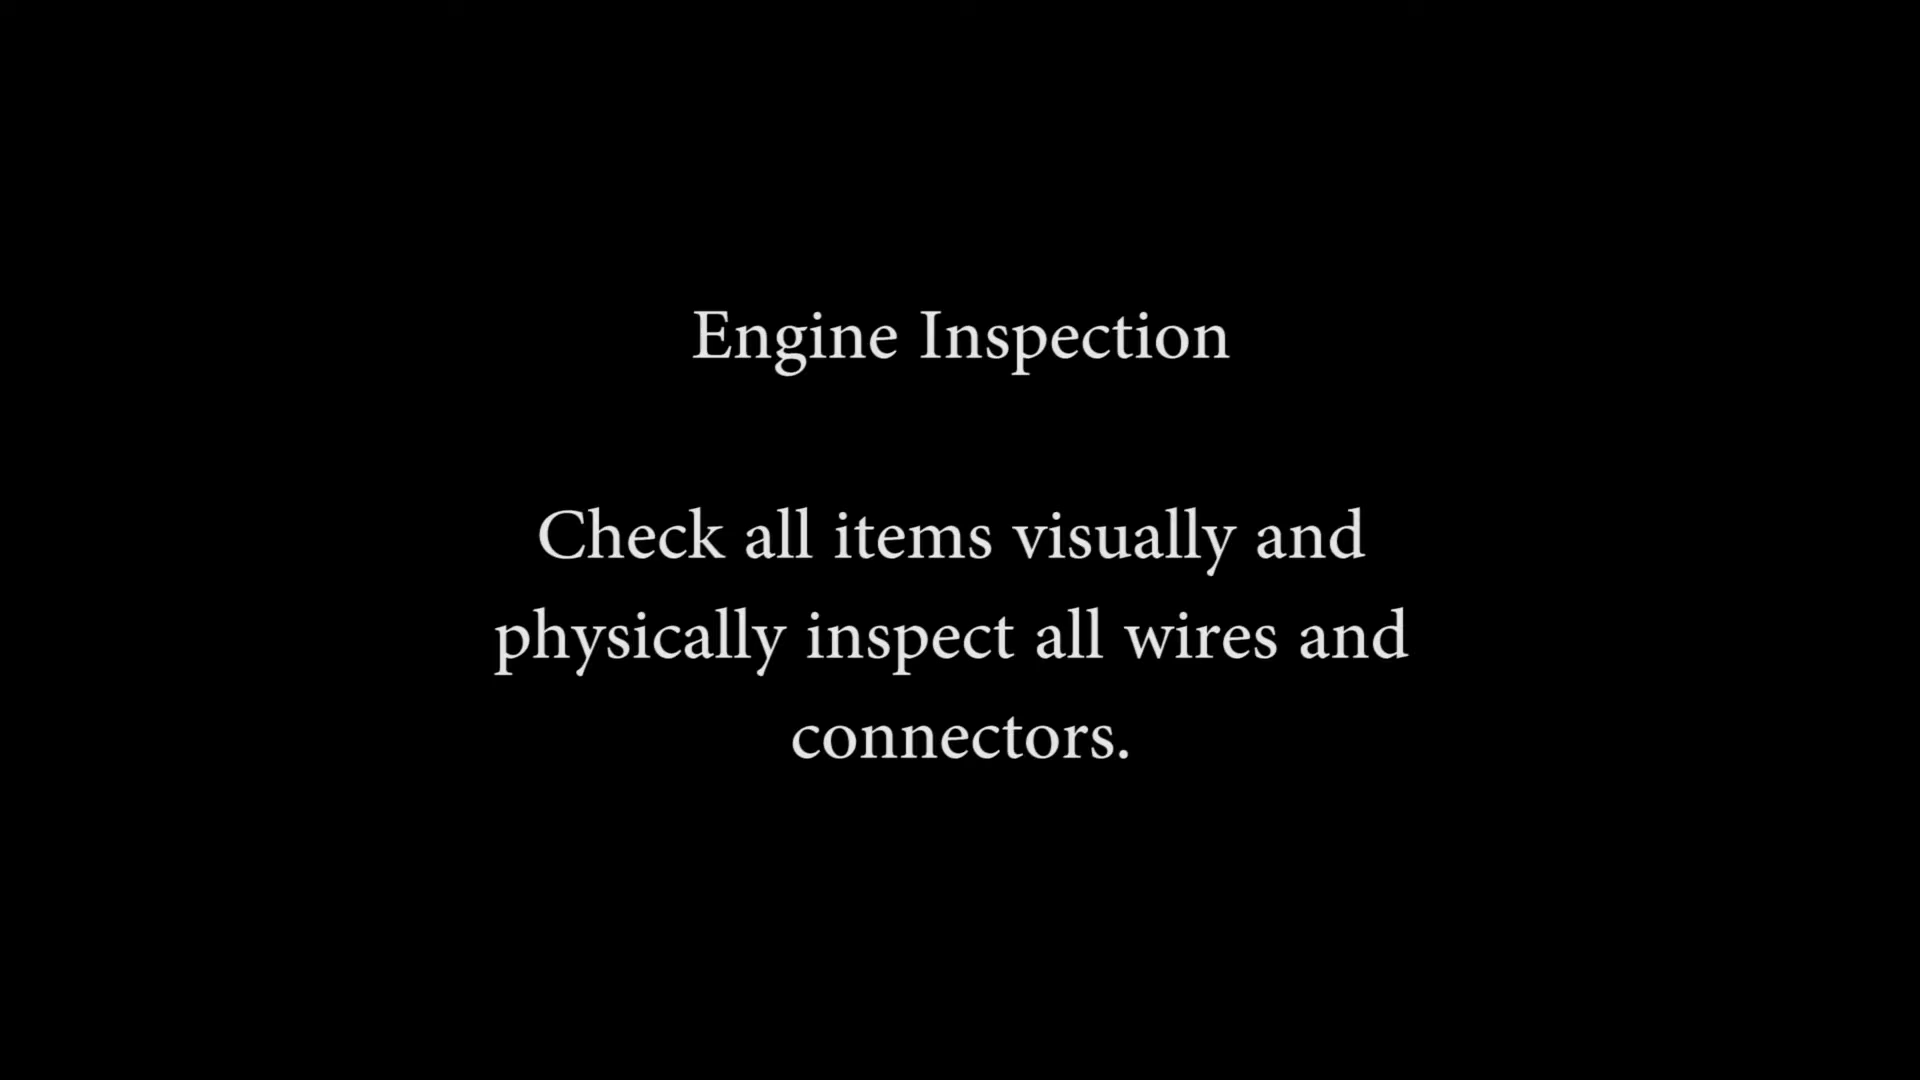 Engine Inspection
Check all items visually and
physically inspect all wires and
connectors.